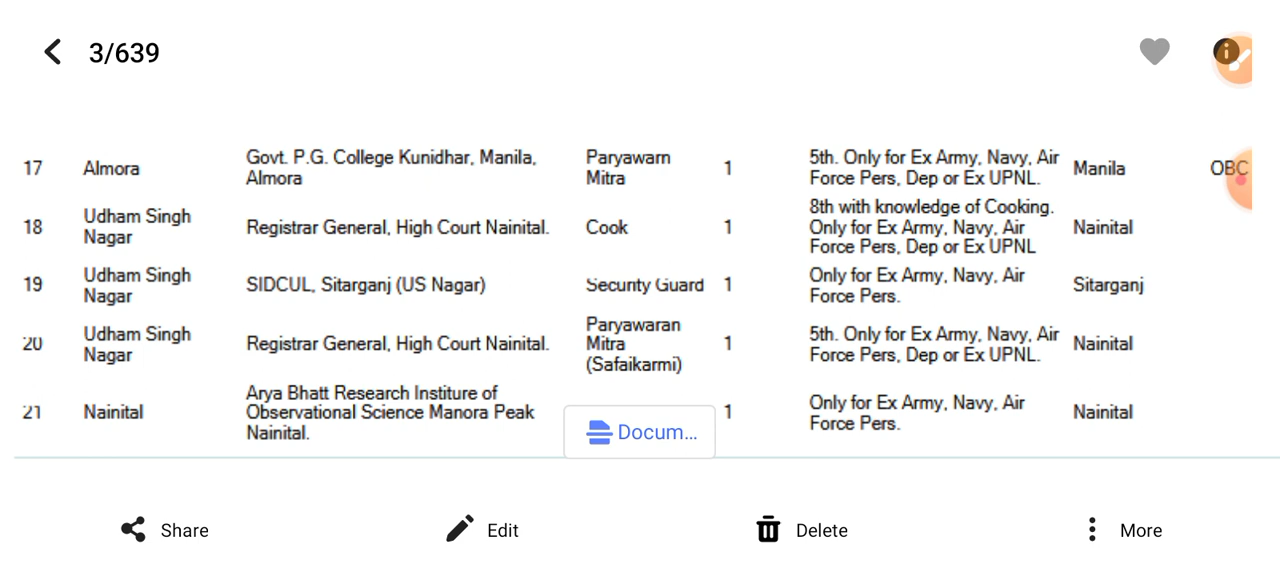 3/639
17 Almora Govt. P.G. College Kunidhar, Manila, Almora Paryawarn Mitra 1 5th. Only for Ex Army, Navy, Air Force Pers, Dep or Ex UPNL. Manila OBC
18 Udham Singh Nagar Registrar General, High Court Nainital. Cook 1 8th with knowledge of Cooking. Only for Ex Army, Navy, Air Force Pers, Dep or Ex UPNL Nainital
19 Udham Singh Nagar SIDCUL, Sitarganj (US Nagar) Security Guard 1 Only for Ex Army, Navy, Air Force Pers. Sitarganj
20 Udham Singh Nagar Registrar General, High Court Nainital. Paryawaran Mitra (Safaikarmi) 1 5th. Only for Ex Army, Navy, Air Force Pers, Dep or Ex UPNL. Nainital
21 Nainital Arya Bhatt Research Institute of Observational Science Manora Peak Nainital. 1 Only for Ex Army, Navy, Air Force Pers. Nainital
Docum...
Share Edit Delete More